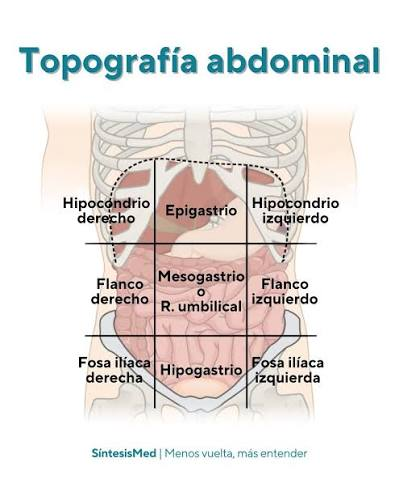 Topografía abdominal
Hipocondrio
derecho
Epigastrio
Hipocondrio
izquierdo
Flanco
derecho
Mesogastrio
o
R. umbilical
Flanco
izquierdo
Fosa ilíaca
derecha
Hipogastrio
Fosa ilíaca
izquierda
SíntesisMed | Menos vuelta, más entender